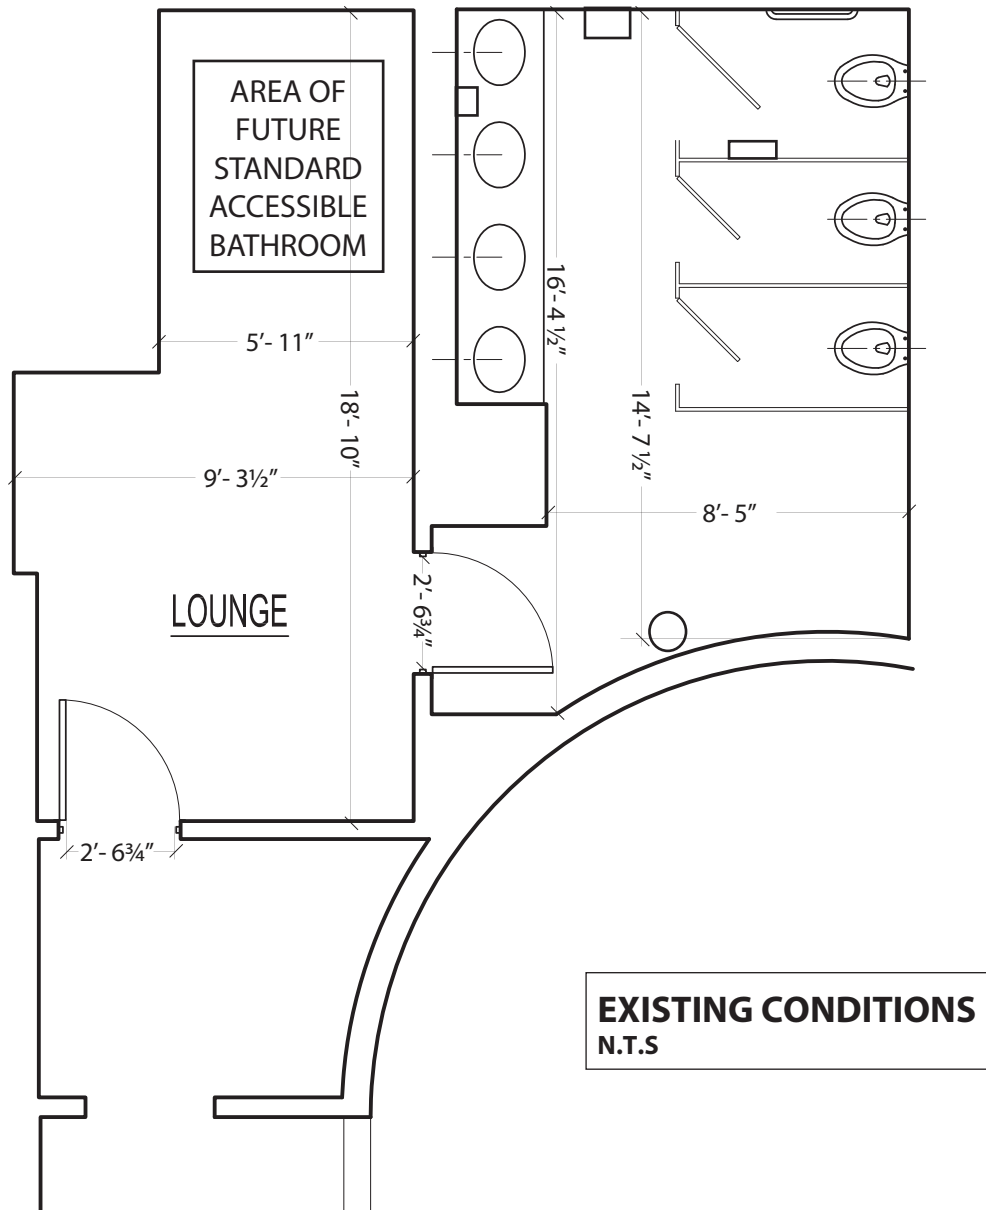 AREA OF
FUTURE
STANDARD
ACCESSIBLE
BATHROOM
5’- 11”
18’- 10”
9’- 3½”
16’- 4 ½”
14’- 7 ½”
8’- 5”
2’- 6¾”
LOUNGE
2’- 6¾”
EXISTING CONDITIONS
N.T.S